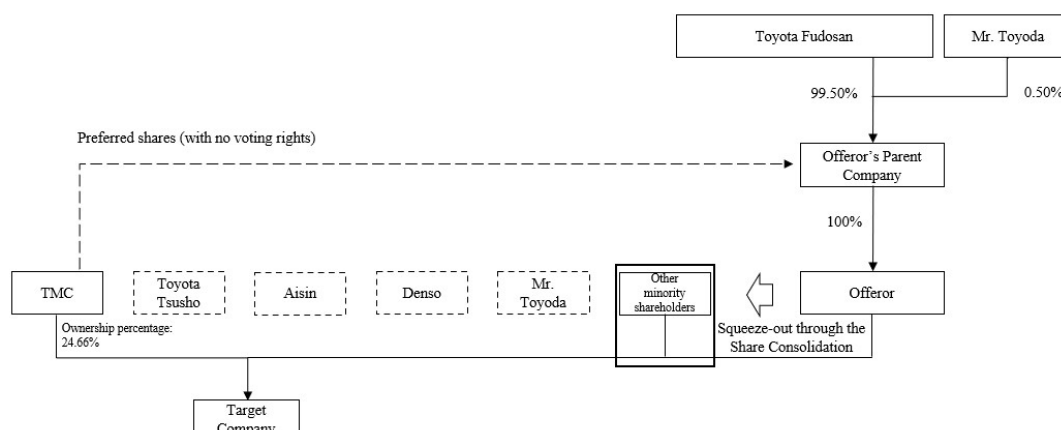 Toyota Fudosan
Mr. Toyoda
99.50%
0.50%
Preferred shares (with no voting rights)
Offeror's Parent
Company
100%
TMC
Toyota
Tsusho
Aisin
Denso
Mr.
Toyoda
Other
minority
shareholders
Offeror
Ownership percentage:
24.66%
Squeeze-out through the
Share Consolidation
Target
Company